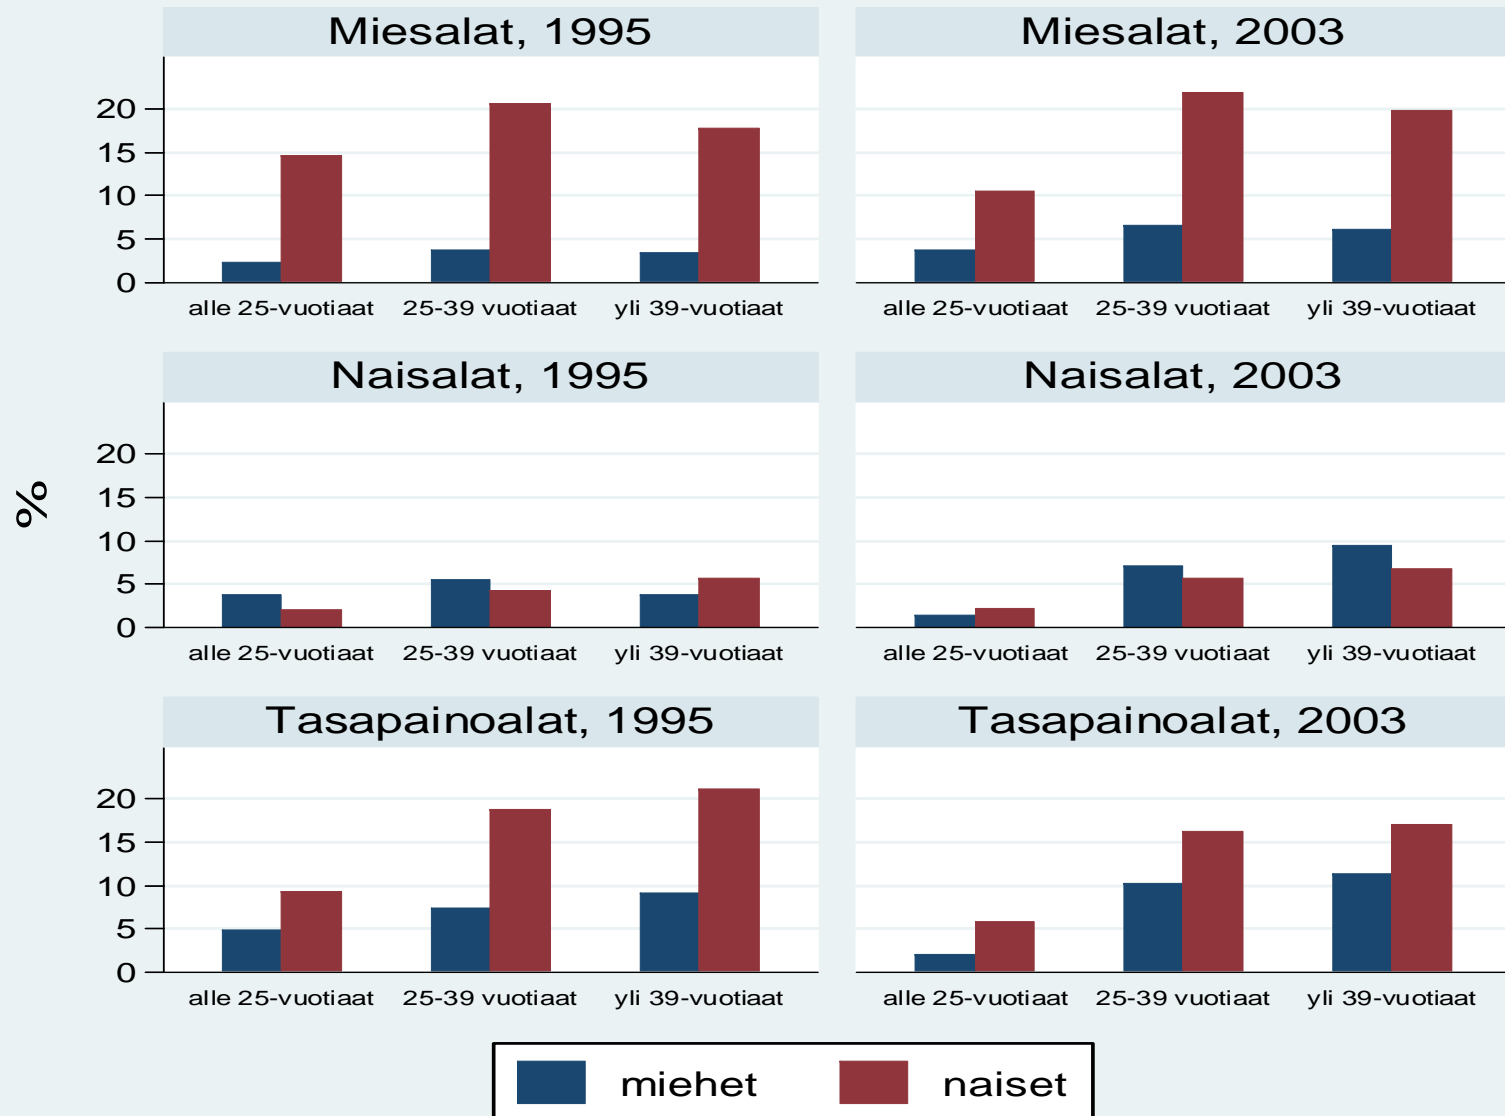 Miesalat, 1995
Miesalat, 2003
20
15
10
5
0
alle 25-vuotiaat 25-39 vuotiaat yli 39-vuotiaat
alle 25-vuotiaat 25-39 vuotiaat yli 39-vuotiaat
Naisalat, 1995
Naisalat, 2003
%
20
15
10
5
0
alle 25-vuotiaat 25-39 vuotiaat yli 39-vuotiaat
alle 25-vuotiaat 25-39 vuotiaat yli 39-vuotiaat
Tasapainoalat, 1995
Tasapainoalat, 2003
20
15
10
5
0
alle 25-vuotiaat 25-39 vuotiaat yli 39-vuotiaat
alle 25-vuotiaat 25-39 vuotiaat yli 39-vuotiaat
miehet naiset